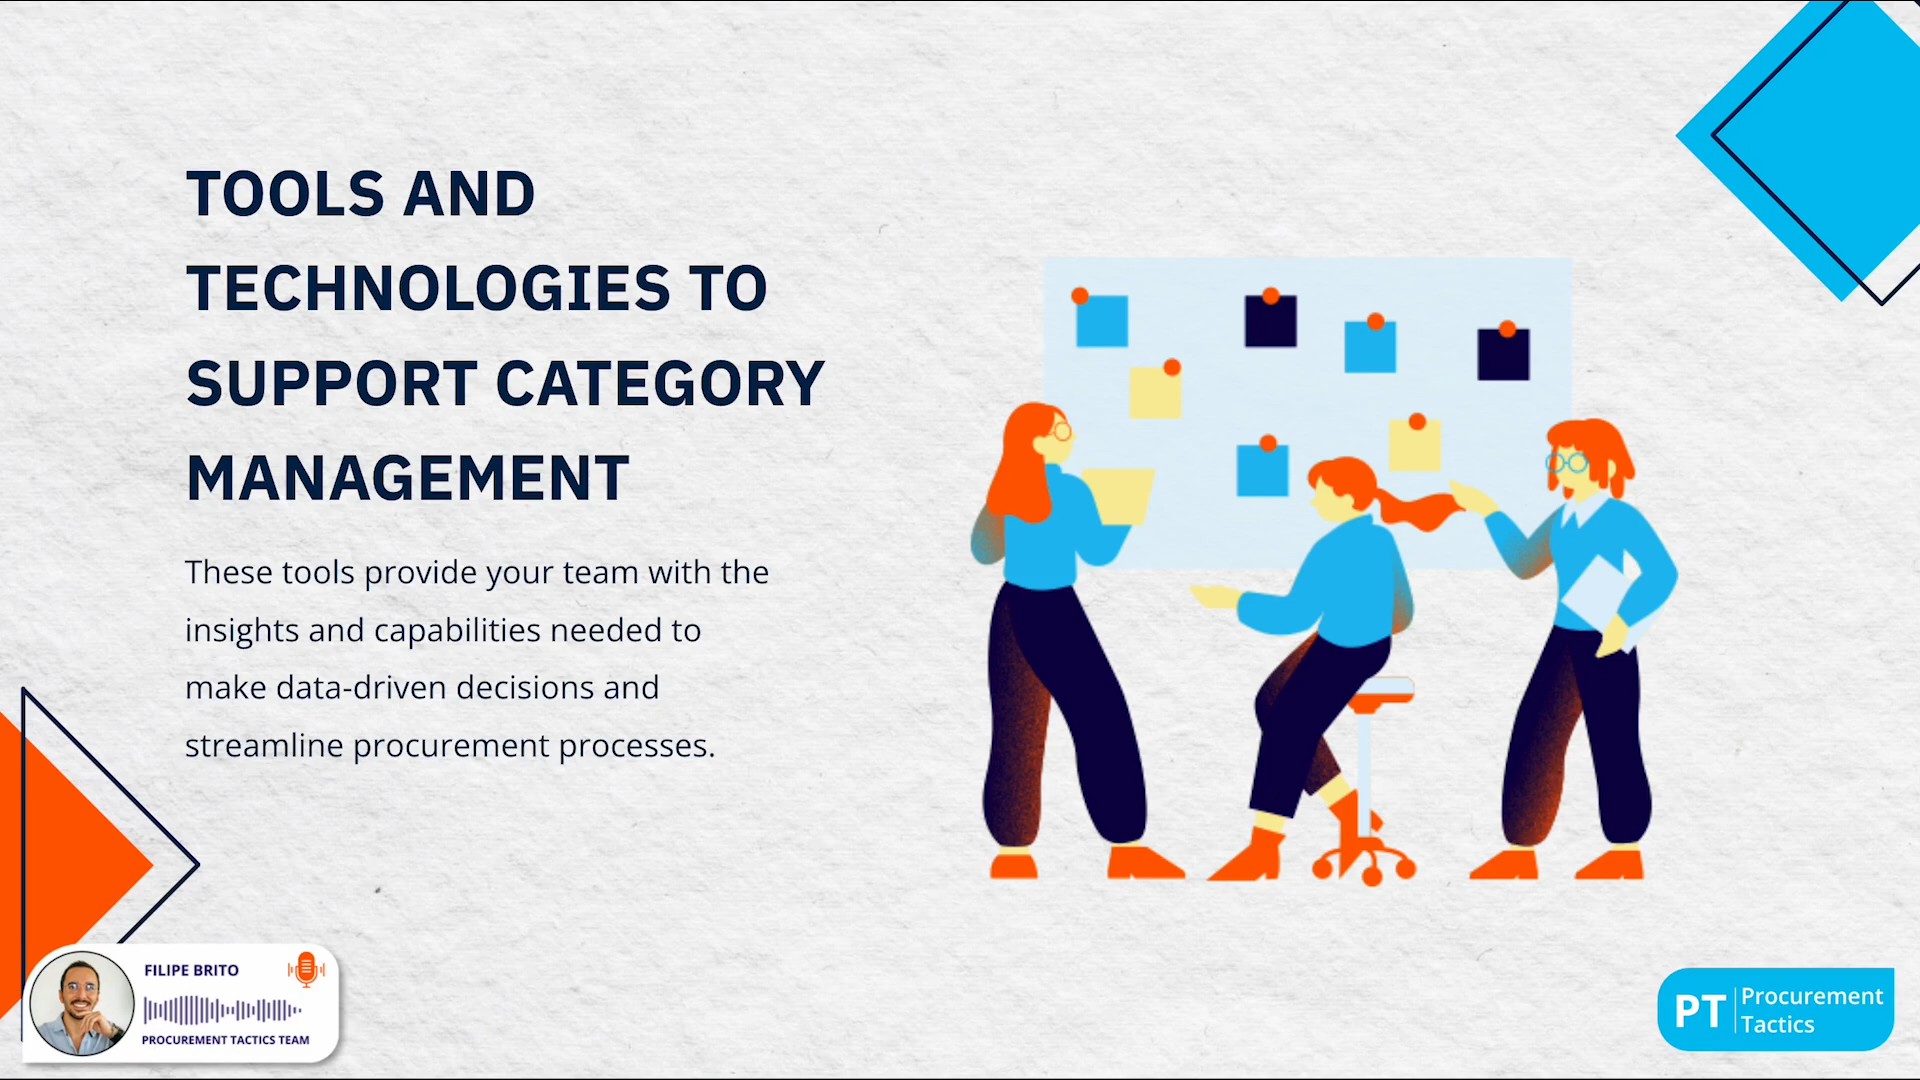 TOOLS AND
TECHNOLOGIES TO
SUPPORT CATEGORY
MANAGEMENT
These tools provide your team with the
insights and capabilities needed to
make data-driven decisions and
streamline procurement processes.
FILIPE BRITO
PROCUREMENT TACTICS TEAM
PT Procurement
Tactics